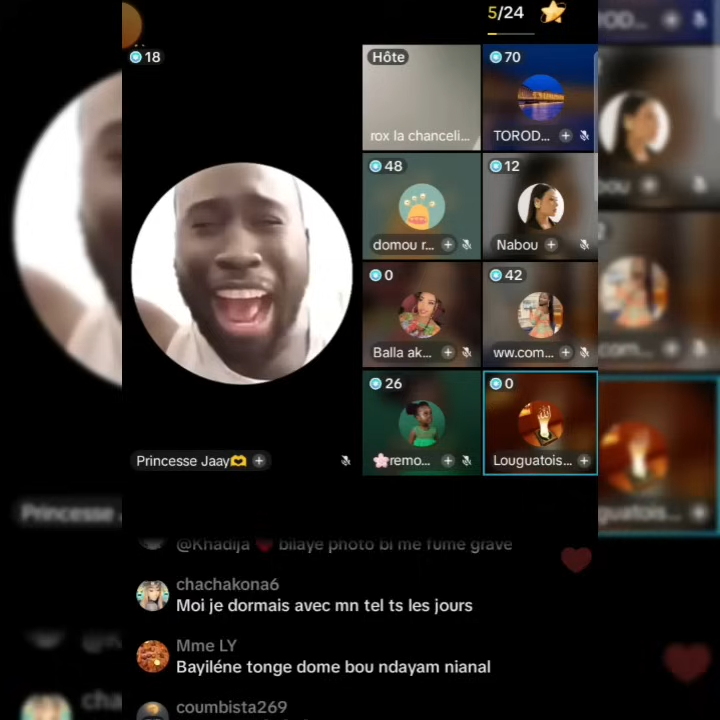 5/24
18
Hôte
rox la chanceli...
70
TOROD...
48
domou r...
12
Nabou
0
Balla ak...
42
ww.com...
26
remo...
0
Louguatois...
Princesse Jaay
@Khadija bilaye photo bi me fume grave
chachakona6
Moi je dormais avec mn tel ts les jours
Mme LY
Bayiléne tonge dome bou ndayam nianal
coumbista269